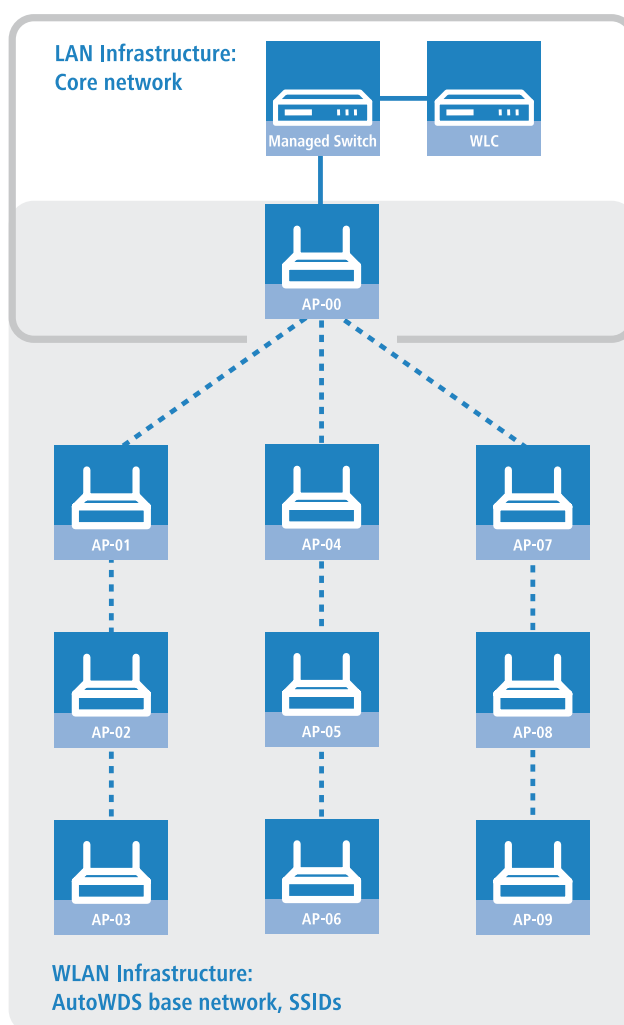 LAN Infrastructure:
Core network
Managed Switch
WLC
AP-00
AP-01
AP-04
AP-07
AP-02
AP-05
AP-08
AP-03
AP-06
AP-09
WLAN Infrastructure:
AutoWDS base network, SSIDs